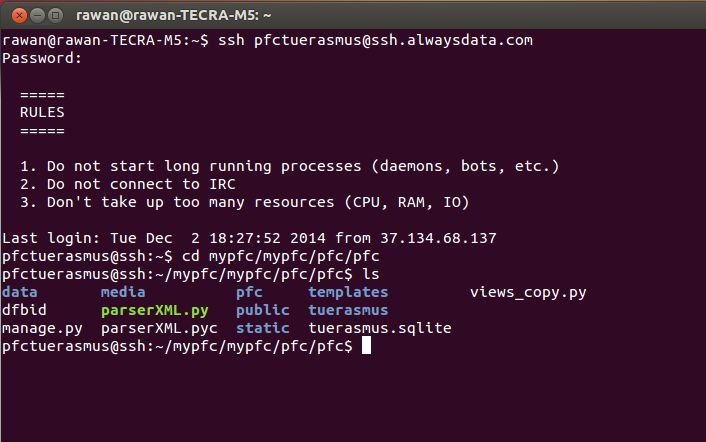 rawan@rawan-TECRA-M5: ~
rawan@rawan-TECRA-M5:~$ ssh pfctuerasmus@ssh.alwaysdata.com
Password:
=====
RULES
=====
1. Do not start long running processes (daemons, bots, etc.)
2. Do not connect to IRC
3. Don't take up too many resources (CPU, RAM, IO)
Last login: Tue Dec  2 18:27:52 2014 from 37.134.68.137
pfctuerasmus@ssh:~$ cd mypfc/mypfc/pfc/pfc
pfctuerasmus@ssh:~/mypfc/mypfc/pfc/pfc$ ls
data       media          pfc     templates         views_copy.py
dfbid      parserXML.py   public  tuerasmus
manage.py  parserXML.pyc  static  tuerasmus.sqlite
pfctuerasmus@ssh:~/mypfc/mypfc/pfc/pfc$